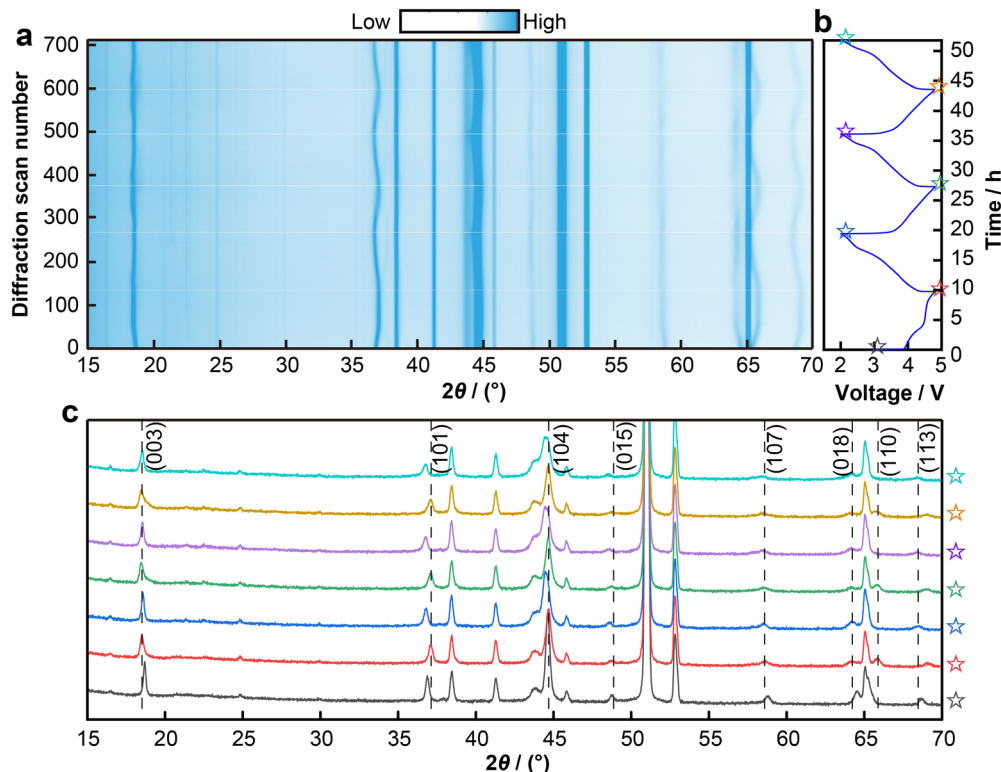 Low High
a
b
Diffraction scan number
700
600
500
400
300
200
100
0
15 20 25 30 35 40 45 50 55 60 65 70
2θ / (°)
50
45
40
35
30
25
20
15
10
5
0
Time / h
2 3 4 5
Voltage / V
c
(003)
(101)
(104)
(015)
(107)
(018)
(110)
(113)
15 20 25 30 35 40 45 50 55 60 65 70
2θ / (°)